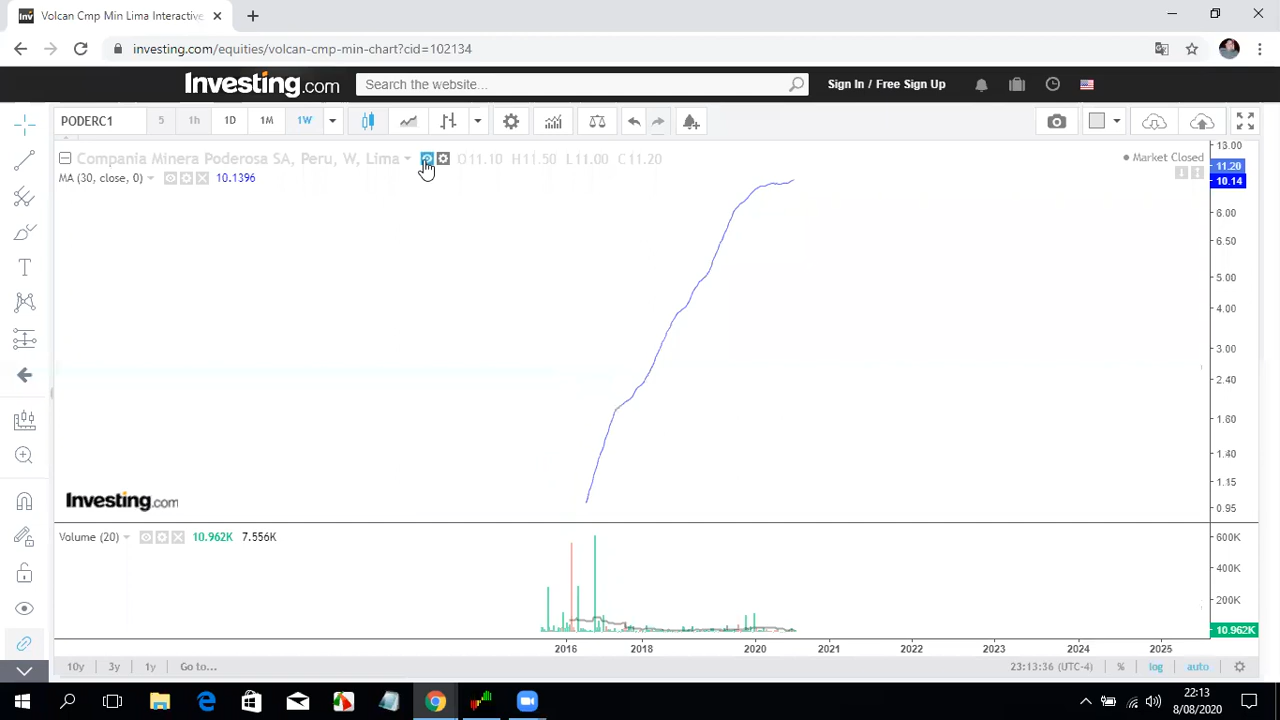 Volcan Cmp Min Lima Interactive
investing.com/equities/volcan-cmp-min-chart?cid=102134
Investing.com
Search the website...
Sign In / Free Sign Up
PODERC1
5 1h 1D 1M 1W
Compania Minera Poderosa SA, Peru, W, Lima O11.10 H11.50 L11.00 C11.20
Market Closed
MA (30, close, 0) 10.1396
13.00
11.20
10.14
6.00
6.50
5.00
4.00
3.00
2.40
1.60
1.40
1.15
0.95
Investing.com
Volume (20) 10.962K 7.556K
600K
400K
200K
10.962K
2016 2018 2020 2021 2022 2023 2024 2025
10y 3y 1y Go to... 23:13:36 (UTC-4) % log auto
22:13
8/08/2020